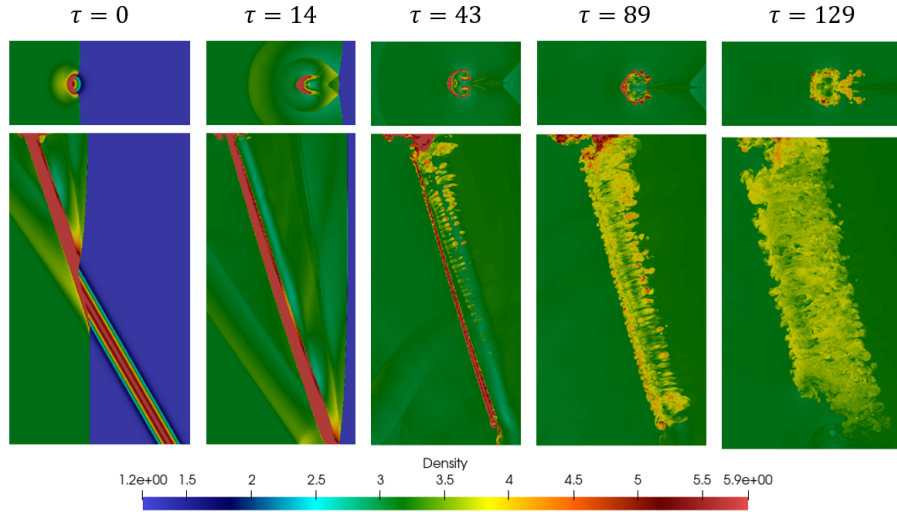 τ = 0 τ = 14 τ = 43 τ = 89 τ = 129
Density
1.2e+00 1.5 2 2.5 3 3.5 4 4.5 5 5.5 5.9e+00